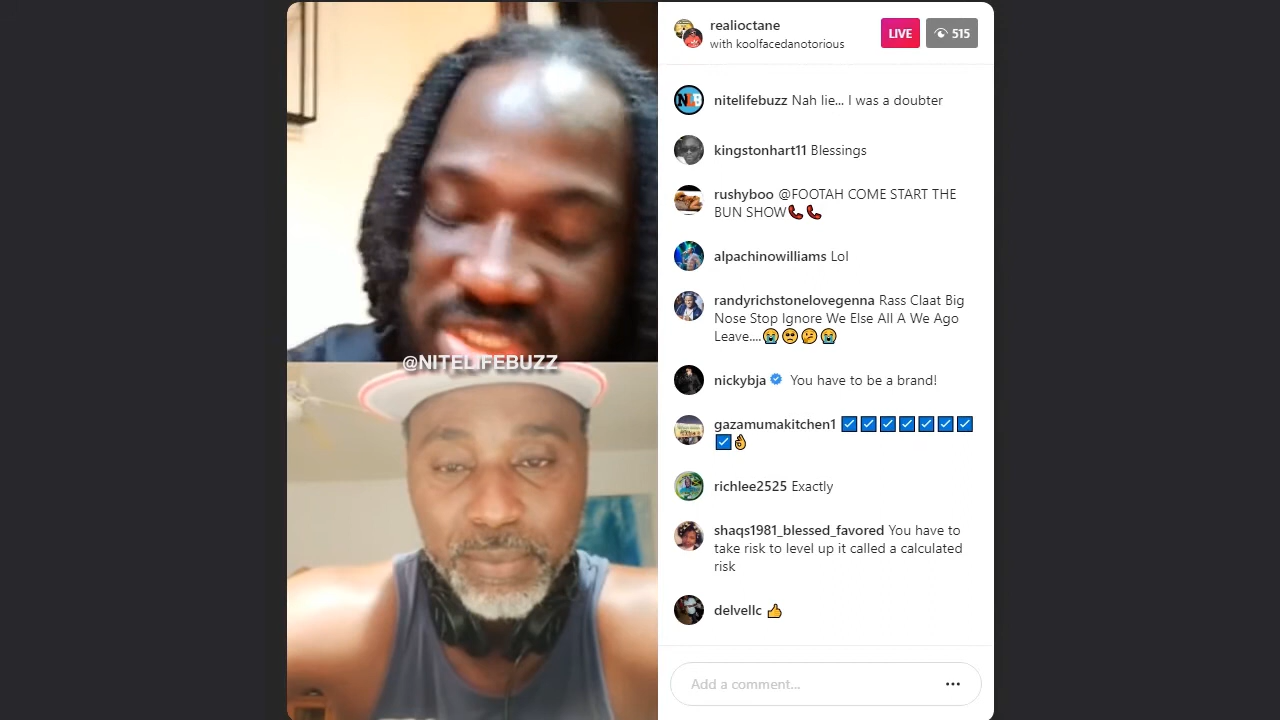 realioctane
with koolfacedanotorious
LIVE
515
NLB
nitelifebuzz Nah lie... I was a doubter
kingstonhart11 Blessings
rushyboo @FOOTAH COME START THE
BUN SHOW📞📞
alpachinowilliams Lol
randyrichstonelovegenna Rass Claat Big
Nose Stop Ignore We Else All A We Ago
Leave....😭🥺🤔😭
nickybja You have to be a brand!
gazamumakitchen1 ☑️☑️☑️☑️☑️☑️☑️
☑️👌
richlee2525 Exactly
shaqs1981_blessed_favored You have to
take risk to level up it called a calculated
risk
delvellc 👍
Add a comment...
@NITELIFEBUZZ